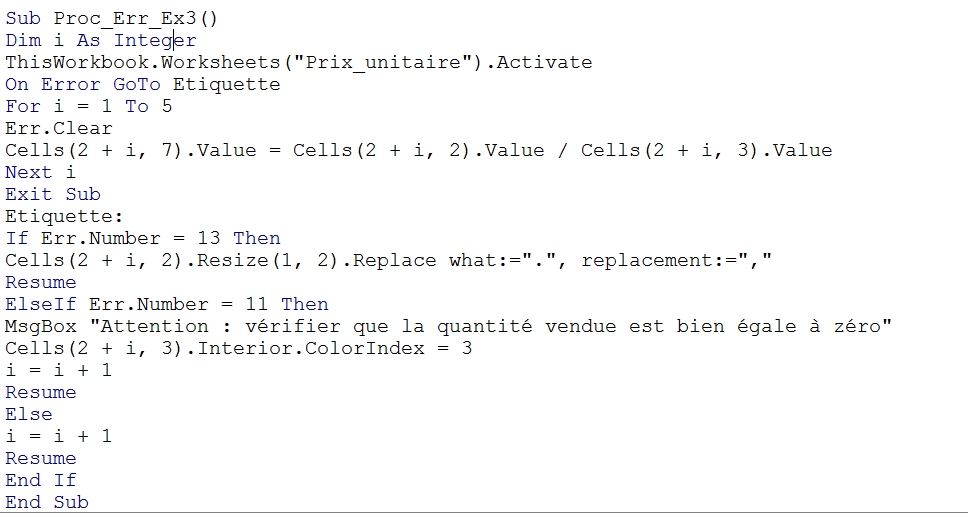 Sub Proc_Err_Ex3()
Dim i As Integer
ThisWorkbook.Worksheets("Prix_unitaire").Activate
On Error GoTo Etiquette
For i = 1 To 5
Err.Clear
Cells(2 + i, 7).Value = Cells(2 + i, 2).Value / Cells(2 + i, 3).Value
Next i
Exit Sub
Etiquette:
If Err.Number = 13 Then
Cells(2 + i, 2).Resize(1, 2).Replace what:=".", replacement:=","
Resume
ElseIf Err.Number = 11 Then
MsgBox "Attention : vérifier que la quantité vendue est bien égale à zéro"
Cells(2 + i, 3).Interior.ColorIndex = 3
i = i + 1
Resume
Else
i = i + 1
Resume
End If
End Sub